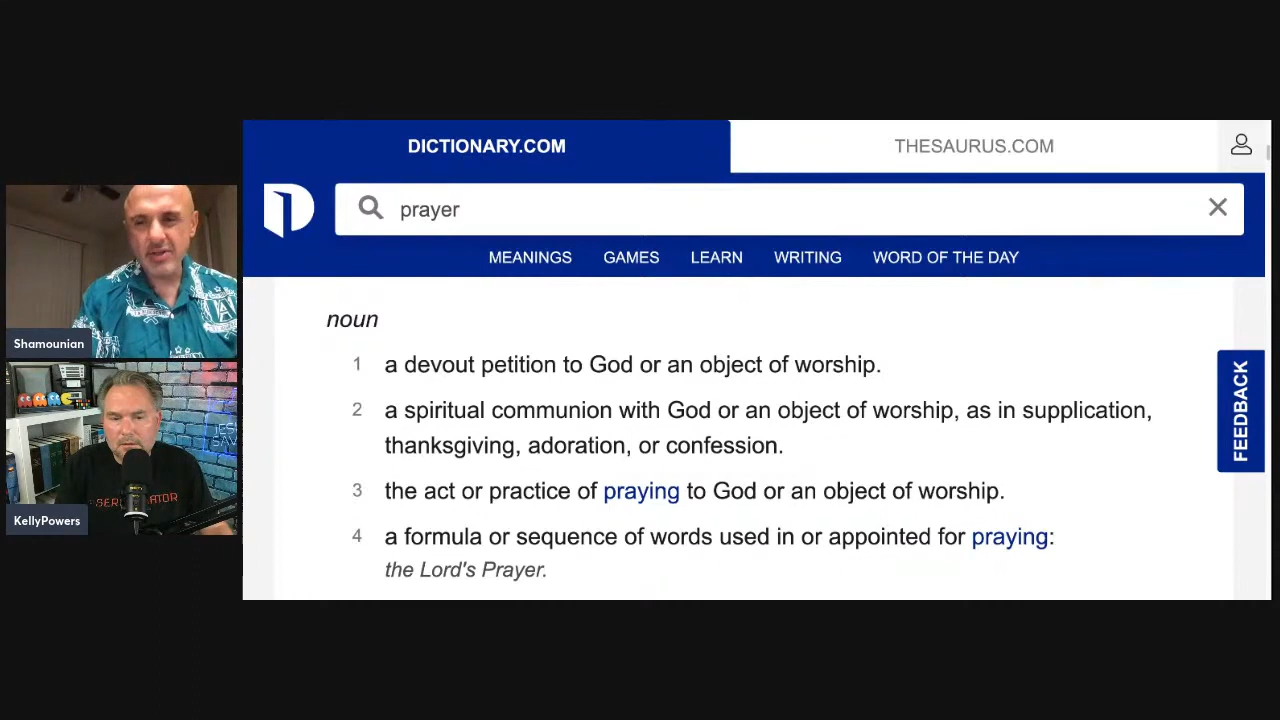 DICTIONARY.COM
THESAURUS.COM
prayer
MEANINGS GAMES LEARN WRITING WORD OF THE DAY
noun
1 a devout petition to God or an object of worship.
2 a spiritual communion with God or an object of worship, as in supplication,
thanksgiving, adoration, or confession.
3 the act or practice of praying to God or an object of worship.
4 a formula or sequence of words used in or appointed for praying:
the Lord's Prayer.
FEEDBACK
Shamounian
KellyPowers